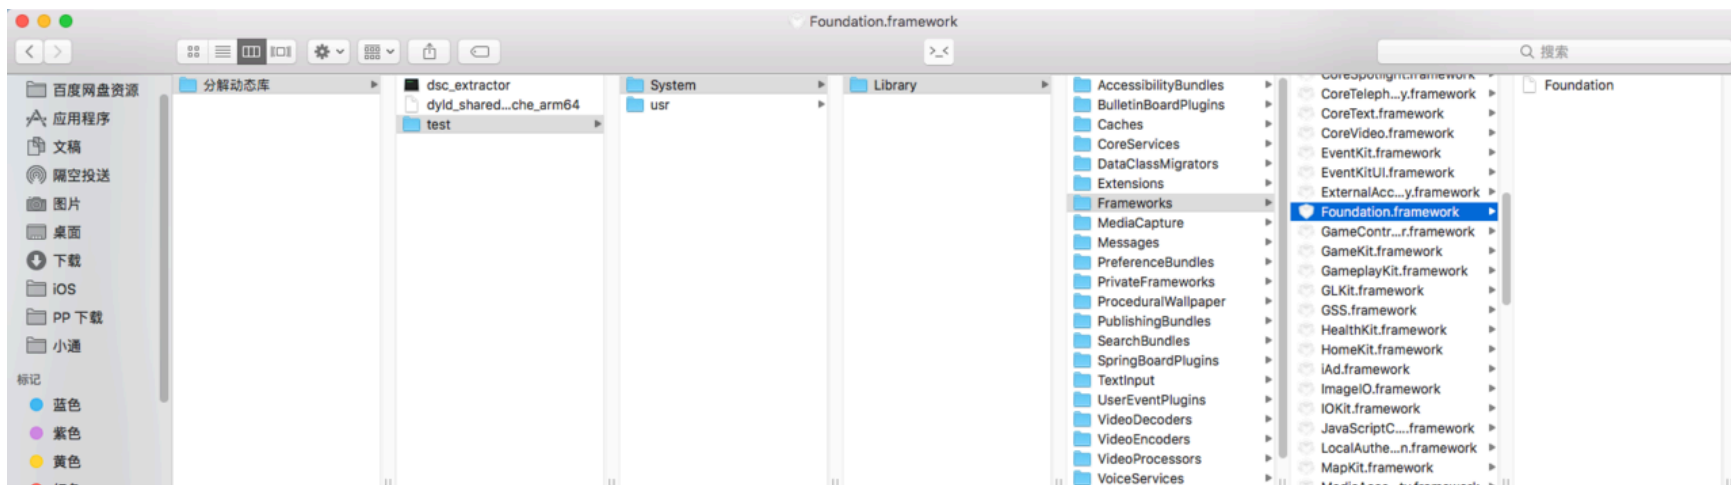 Foundation.framework
>_<
搜索
百度网盘资源
应用程序
文稿
隔空投送
图片
桌面
下载
iOS
PP 下载
小通
标记
蓝色
紫色
黄色
分解动态库
dsc_extractor
dyld_shared...che_arm64
test
System
usr
Library
AccessibilityBundles
BulletinBoardPlugins
Caches
CoreServices
DataClassMigrators
Extensions
Frameworks
MediaCapture
Messages
PreferenceBundles
PrivateFrameworks
ProceduralWallpaper
PublishingBundles
SearchBundles
SpringBoardPlugins
TextInput
UserEventPlugins
VideoDecoders
VideoEncoders
VideoProcessors
VoiceServices
CoreSpotlight.framework
CoreTeleph...y.framework
CoreText.framework
CoreVideo.framework
EventKit.framework
EventKitUI.framework
ExternalAcc...y.framework
Foundation.framework
GameContr...r.framework
GameKit.framework
GameplayKit.framework
GLKit.framework
GSS.framework
HealthKit.framework
HomeKit.framework
iAd.framework
ImageIO.framework
IOKit.framework
JavaScriptC....framework
LocalAuthe...n.framework
MapKit.framework
Foundation